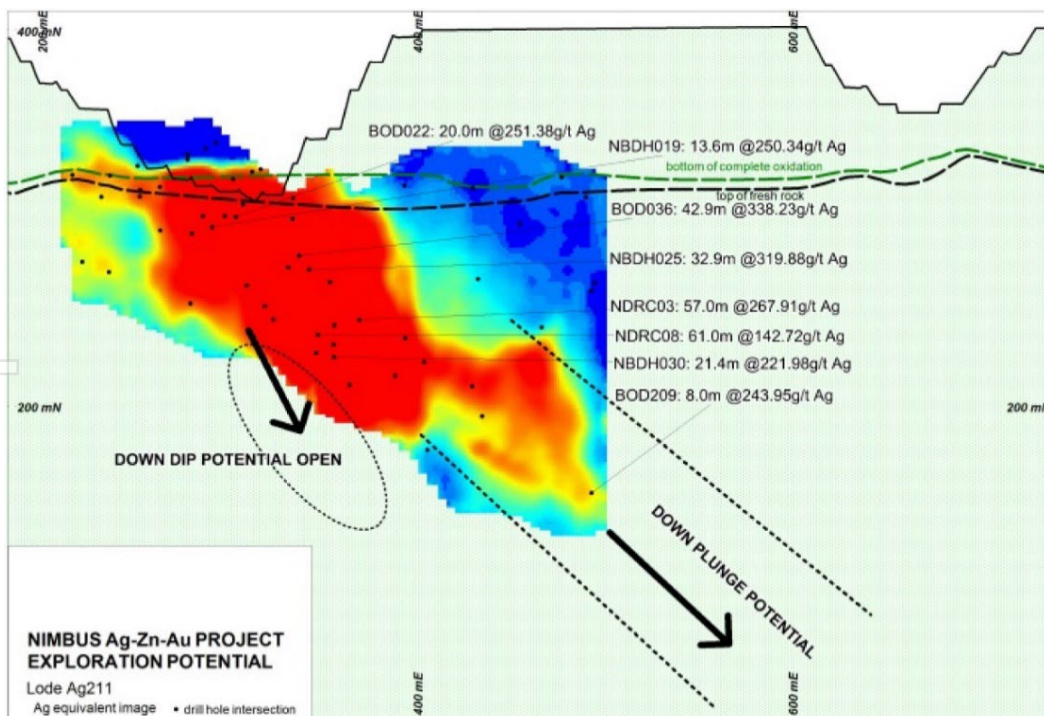 400 mN
200 mE
400 mE
600 mE
BOD022: 20.0m @251.38g/t Ag
NBDH019: 13.6m @250.34g/t Ag
bottom of complete oxidation
top of fresh rock
BOD036: 42.9m @338.23g/t Ag
NBDH025: 32.9m @319.88g/t Ag
NDRC03: 57.0m @267.91g/t Ag
NDRC08: 61.0m @142.72g/t Ag
NBDH030: 21.4m @221.98g/t Ag
BOD209: 8.0m @243.95g/t Ag
200 mN
200 mN
DOWN DIP POTENTIAL OPEN
DOWN PLUNGE POTENTIAL
NIMBUS Ag-Zn-Au PROJECT
EXPLORATION POTENTIAL
Lode Ag211
Ag equivalent image • drill hole intersection
400 mE
600 mE